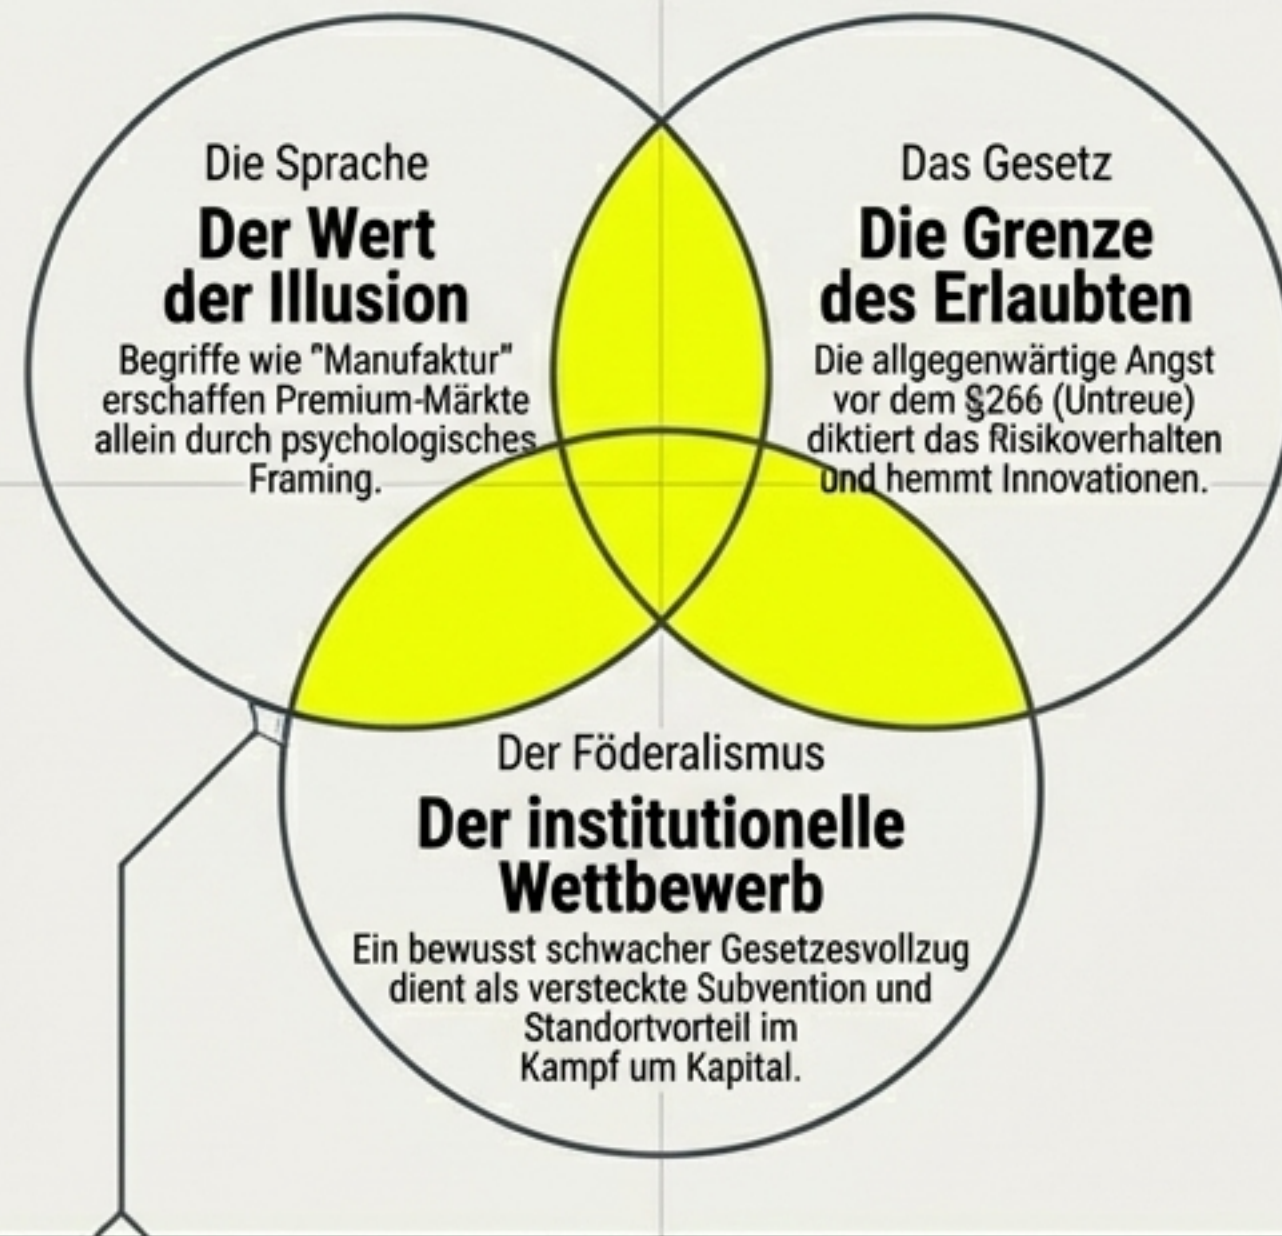 Die Sprache
Der Wert
der Illusion
Begriffe wie "Manufaktur"
erschaffen Premium-Märkte
allein durch psychologisches
Framing.
Das Gesetz
Die Grenze
des Erlaubten
Die allgegenwärtige Angst
vor dem §266 (Untreue)
diktiert das Risikoverhalten
und hemmt Innovationen.
Der Föderalismus
Der institutionelle
Wettbewerb
Ein bewusst schwacher Gesetzesvollzug
dient als versteckte Subvention und
Standortvorteil im
Kampf um Kapital.